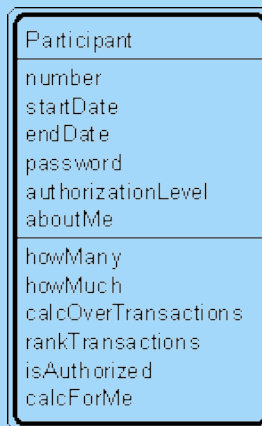 Participant
number
startDate
endDate
password
authorizationLevel
aboutMe
howMany
howMuch
calcOverTransactions
rankTransactions
isAuthorized
calcForMe